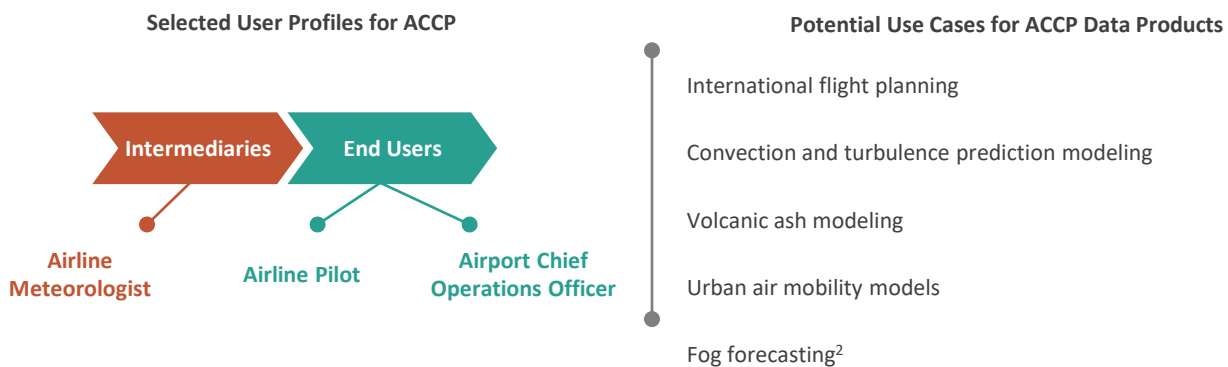 Selected User Profiles for ACCP
Intermediaries
End Users
Airline
Meteorologist
Airline Pilot
Airport Chief
Operations Officer
Potential Use Cases for ACCP Data Products
International flight planning
Convection and turbulence prediction modeling
Volcanic ash modeling
Urban air mobility models
Fog forecasting²